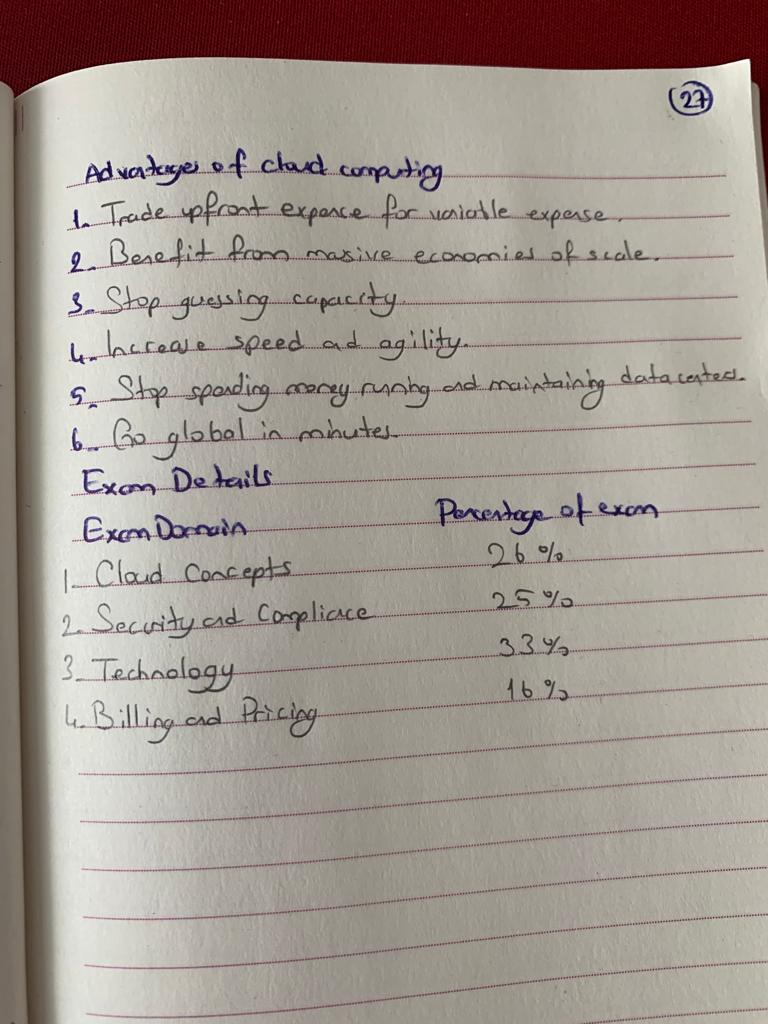 27
Advantages of cloud computing
1. Trade upfront expence for variable expense.
2. Benefit from masive economies of scale.
3. Stop guessing capacity.
4. Increase speed and agility.
5. Stop spending money running and maintaining data centers.
6. Go global in minutes.
Exam Details
Exam Domain Percentage of exam
1. Cloud Concepts 26%
2. Security and Compliance 25%
3. Technology 33%
4. Billing and Pricing 16%